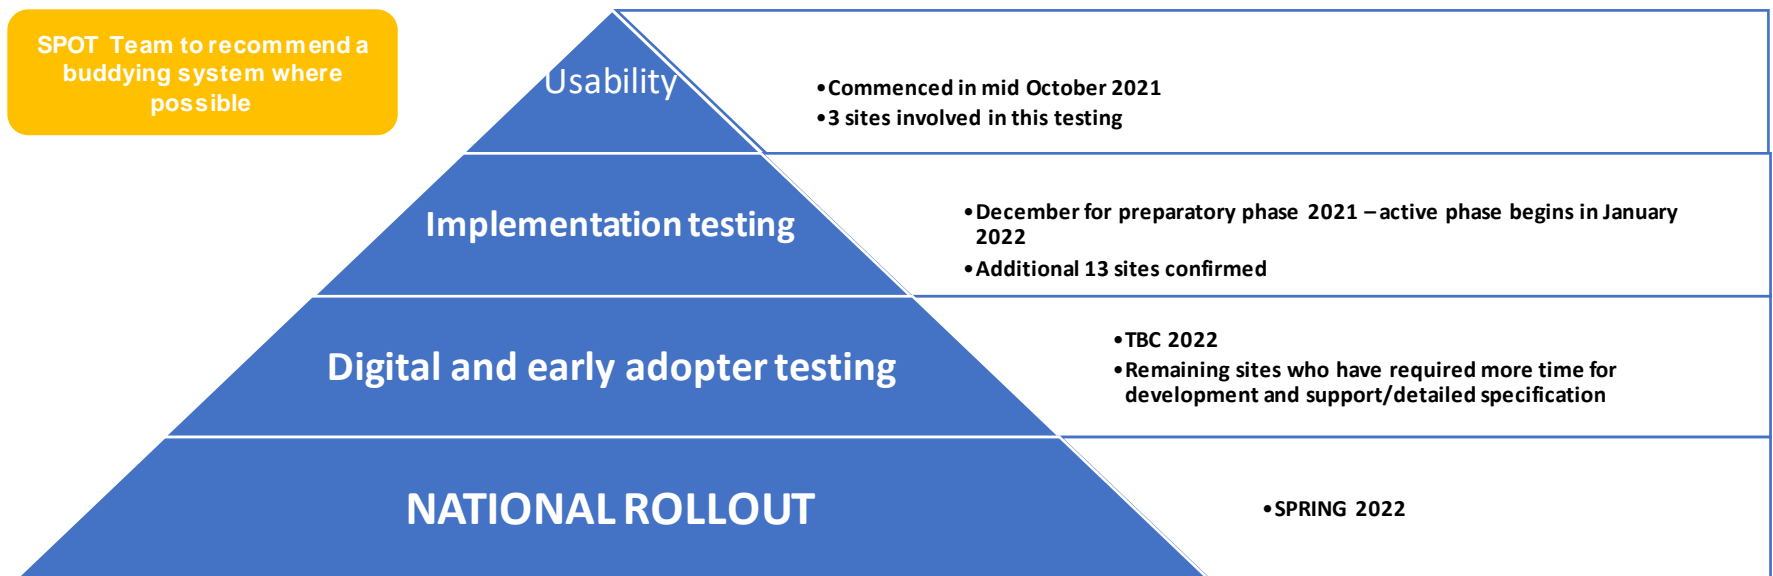 SPOT Team to recommend a
buddying system where
possible
Usability
•Commenced in mid October 2021
•3 sites involved in this testing
Implementation testing
•December for preparatory phase 2021 – active phase begins in January
2022
•Additional 13 sites confirmed
Digital and early adopter testing
•TBC 2022
•Remaining sites who have required more time for
development and support/detailed specification
NATIONAL ROLLOUT
•SPRING 2022